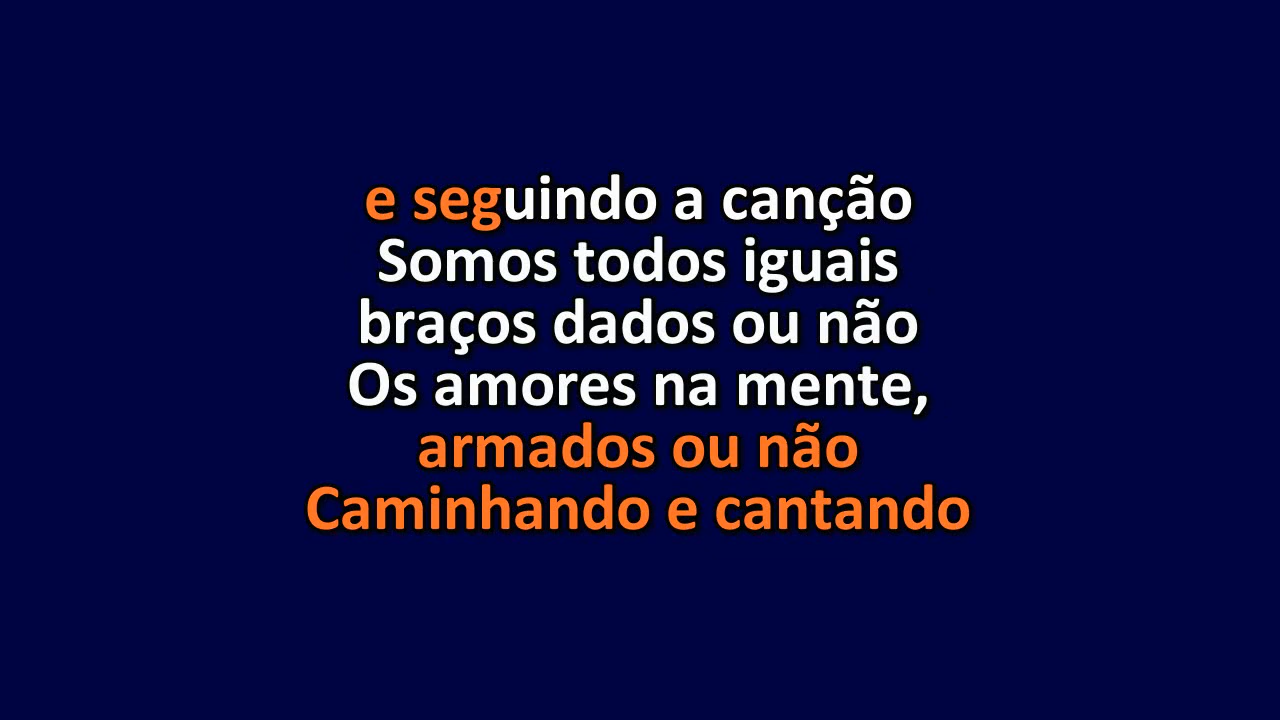 e seguindo a canção
Somos todos iguais
braços dados ou não
Os amores na mente,
armados ou não
Caminhando e cantando